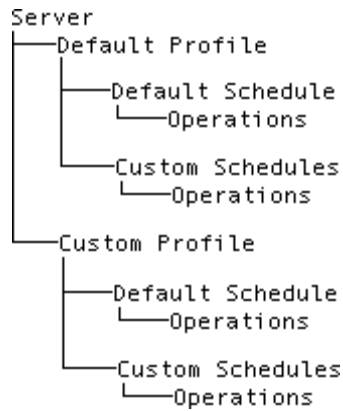 Server
Default Profile
Default Schedule
Operations
Custom Schedules
Operations
Custom Profile
Default Schedule
Operations
Custom Schedules
Operations